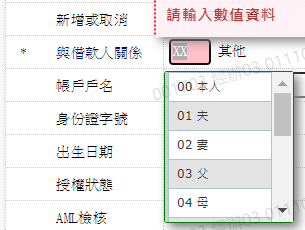 請輸入數值資料
新增或取消
* 與借款人關係 XX 其他
帳戶戶名
00 本人
01 夫
身份證字號
02 妻
出生日期
03 父
授權狀態
04 母
AML檢核